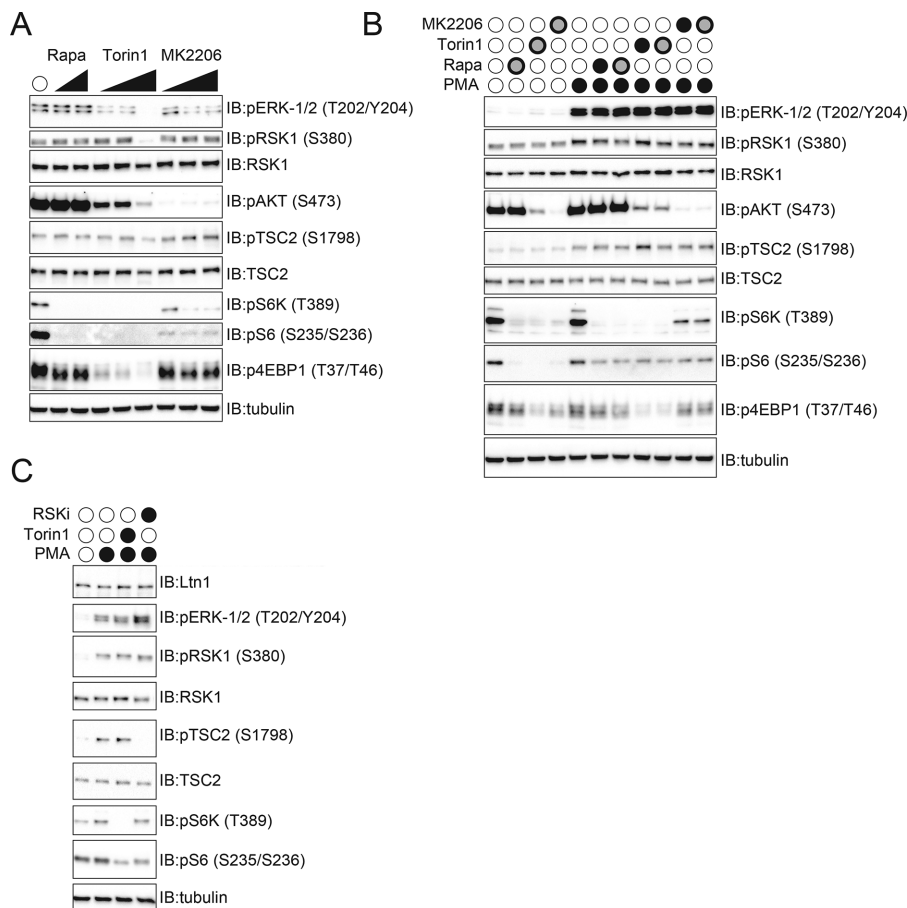 A
Rapa Torin1 MK2206
IB:pERK-1/2 (T202/Y204)
IB:pRSK1 (S380)
IB:RSK1
IB:pAKT (S473)
IB:pTSC2 (S1798)
IB:TSC2
IB:pS6K (T389)
IB:pS6 (S235/S236)
IB:p4EBP1 (T37/T46)
IB:tubulin
B
MK2206
Torin1
Rapa
PMA
IB:pERK-1/2 (T202/Y204)
IB:pRSK1 (S380)
IB:RSK1
IB:pAKT (S473)
IB:pTSC2 (S1798)
IB:TSC2
IB:pS6K (T389)
IB:pS6 (S235/S236)
IB:p4EBP1 (T37/T46)
IB:tubulin
C
RSKi
Torin1
PMA
IB:Ltn1
IB:pERK-1/2 (T202/Y204)
IB:pRSK1 (S380)
IB:RSK1
IB:pTSC2 (S1798)
IB:TSC2
IB:pS6K (T389)
IB:pS6 (S235/S236)
IB:tubulin